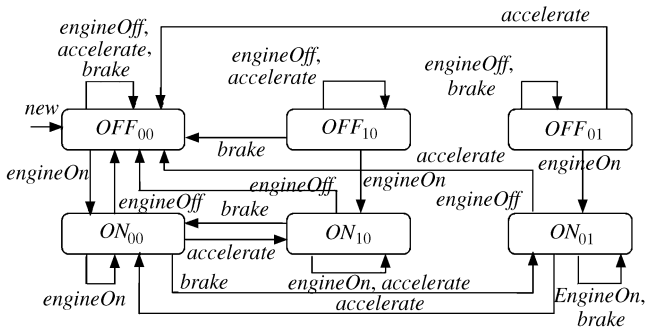 accelerate
engineOff,
accelerate,
brake
engineOff,
accelerate
engineOff,
brake
new
OFF00
OFF10
OFF01
brake
accelerate
engineOn
engineOn
engineOn
engineOff
engineOff
engineOff
brake
ON00
ON10
ON01
accelerate
brake
engineOn, accelerate
engineOn
accelerate
EngineOn,
brake